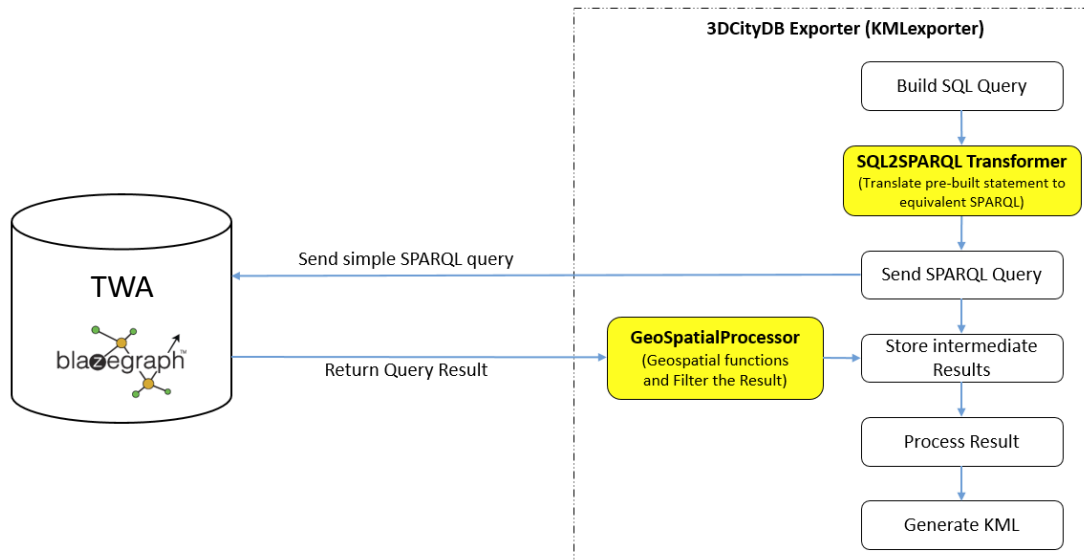 3DCityDB Exporter (KMLexporter)
Build SQL Query
SQL2SPARQL Transformer
(Translate pre-built statement to
equivalent SPARQL)
Send simple SPARQL query
Send SPARQL Query
TWA
blazegraph™
GeoSpatialProcessor
(Geospatial functions
and Filter the Result)
Return Query Result
Store intermediate
Results
Process Result
Generate KML